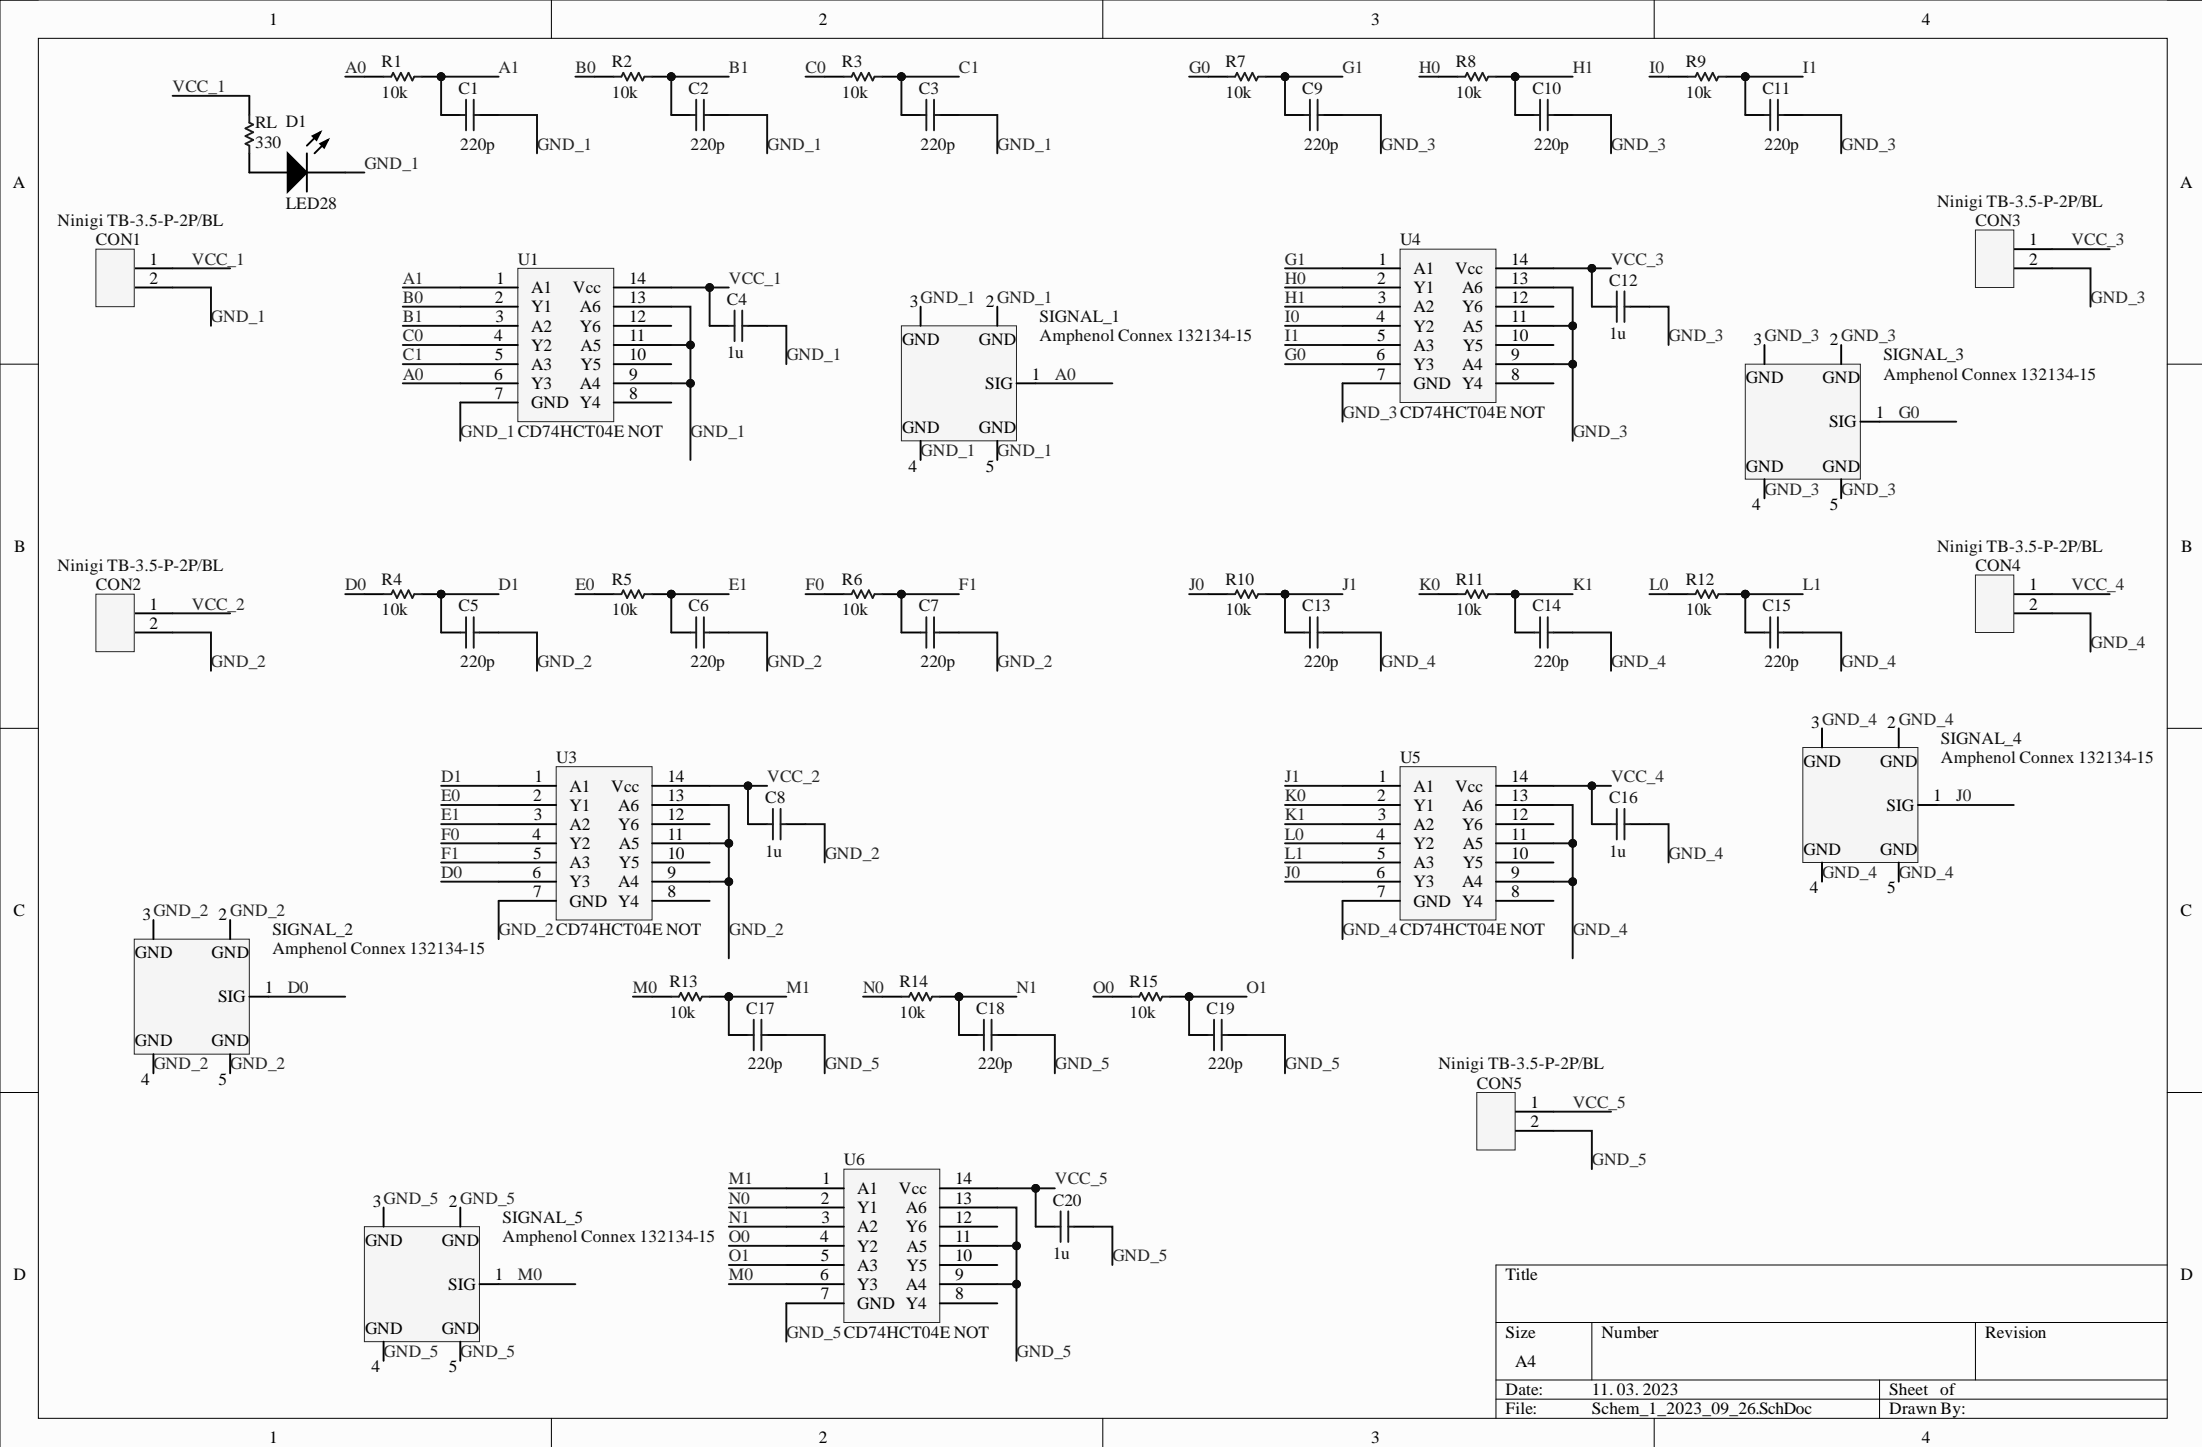 1 2 3 4
A0 R1 A1 B0 R2 B1 C0 R3 C1 G0 R7 G1 H0 R8 H1 I0 R9 I1
10k C1 10k C2 10k C3 10k C9 10k C10 10k C11
220p GND_1 220p GND_1 220p GND_1 220p GND_3 220p GND_3 220p GND_3
VCC_1
RL D1
330
GND_1
LED28
A A
Ninigi TB-3.5-P-2P/BL
CON1
1 VCC_1
2
GND_1
U1
A1 1 A1 Vcc 14 VCC_1
B0 2 Y1 A6 13 C4
B1 3 A2 Y6 12
C0 4 Y2 A5 11 1u GND_1
C1 5 A3 Y5 10
A0 6 Y3 A4 9
7 GND Y4 8
GND_1 CD74HCT04E NOT GND_1
3 GND_1 2 GND_1
SIGNAL_1
Amphenol Connex 132134-15
GND GND
SIG 1 A0
GND GND
4 GND_1 5 GND_1
U4
G1 1 A1 Vcc 14 VCC_3
H0 2 Y1 A6 13 C12
H1 3 A2 Y6 12
I0 4 Y2 A5 11 1u GND_3
I1 5 A3 Y5 10
G0 6 Y3 A4 9
7 GND Y4 8
GND_3 CD74HCT04E NOT GND_3
Ninigi TB-3.5-P-2P/BL
CON3
1 VCC_3
2
GND_3
3 GND_3 2 GND_3
SIGNAL_3
Amphenol Connex 132134-15
GND GND
SIG 1 G0
GND GND
4 GND_3 5 GND_3
B B
Ninigi TB-3.5-P-2P/BL
CON2
1 VCC_2
2
GND_2
D0 R4 D1 E0 R5 E1 F0 R6 F1 J0 R10 J1 K0 R11 K1 L0 R12 L1
10k C5 10k C6 10k C7 10k C13 10k C14 10k C15
220p GND_2 220p GND_2 220p GND_2 220p GND_4 220p GND_4 220p GND_4
Ninigi TB-3.5-P-2P/BL
CON4
1 VCC_4
2
GND_4
U3
D1 1 A1 Vcc 14 VCC_2
E0 2 Y1 A6 13 C8
E1 3 A2 Y6 12
F0 4 Y2 A5 11 1u GND_2
F1 5 A3 Y5 10
D0 6 Y3 A4 9
7 GND Y4 8
GND_2 CD74HCT04E NOT GND_2
U5
J1 1 A1 Vcc 14 VCC_4
K0 2 Y1 A6 13 C16
K1 3 A2 Y6 12
L0 4 Y2 A5 11 1u GND_4
L1 5 A3 Y5 10
J0 6 Y3 A4 9
7 GND Y4 8
GND_4 CD74HCT04E NOT GND_4
3 GND_4 2 GND_4
SIGNAL_4
Amphenol Connex 132134-15
GND GND
SIG 1 J0
GND GND
4 GND_4 5 GND_4
C C
3 GND_2 2 GND_2
SIGNAL_2
Amphenol Connex 132134-15
GND GND
SIG 1 D0
GND GND
4 GND_2 5 GND_2
M0 R13 M1 N0 R14 N1 O0 R15 O1
10k C17 10k C18 10k C19
220p GND_5 220p GND_5 220p GND_5
Ninigi TB-3.5-P-2P/BL
CON5
1 VCC_5
2
GND_5
U6
M1 1 A1 Vcc 14 VCC_5
N0 2 Y1 A6 13 C20
N1 3 A2 Y6 12
O0 4 Y2 A5 11 1u GND_5
O1 5 A3 Y5 10
M0 6 Y3 A4 9
7 GND Y4 8
GND_5 CD74HCT04E NOT GND_5
3 GND_5 2 GND_5
SIGNAL_5
Amphenol Connex 132134-15
GND GND
SIG 1 M0
GND GND
4 GND_5 5 GND_5
D D
Title
Size Number Revision
A4
Date: 11. 03. 2023 Sheet of
File: Schem_1_2023_09_26.SchDoc Drawn By:
1 2 3 4